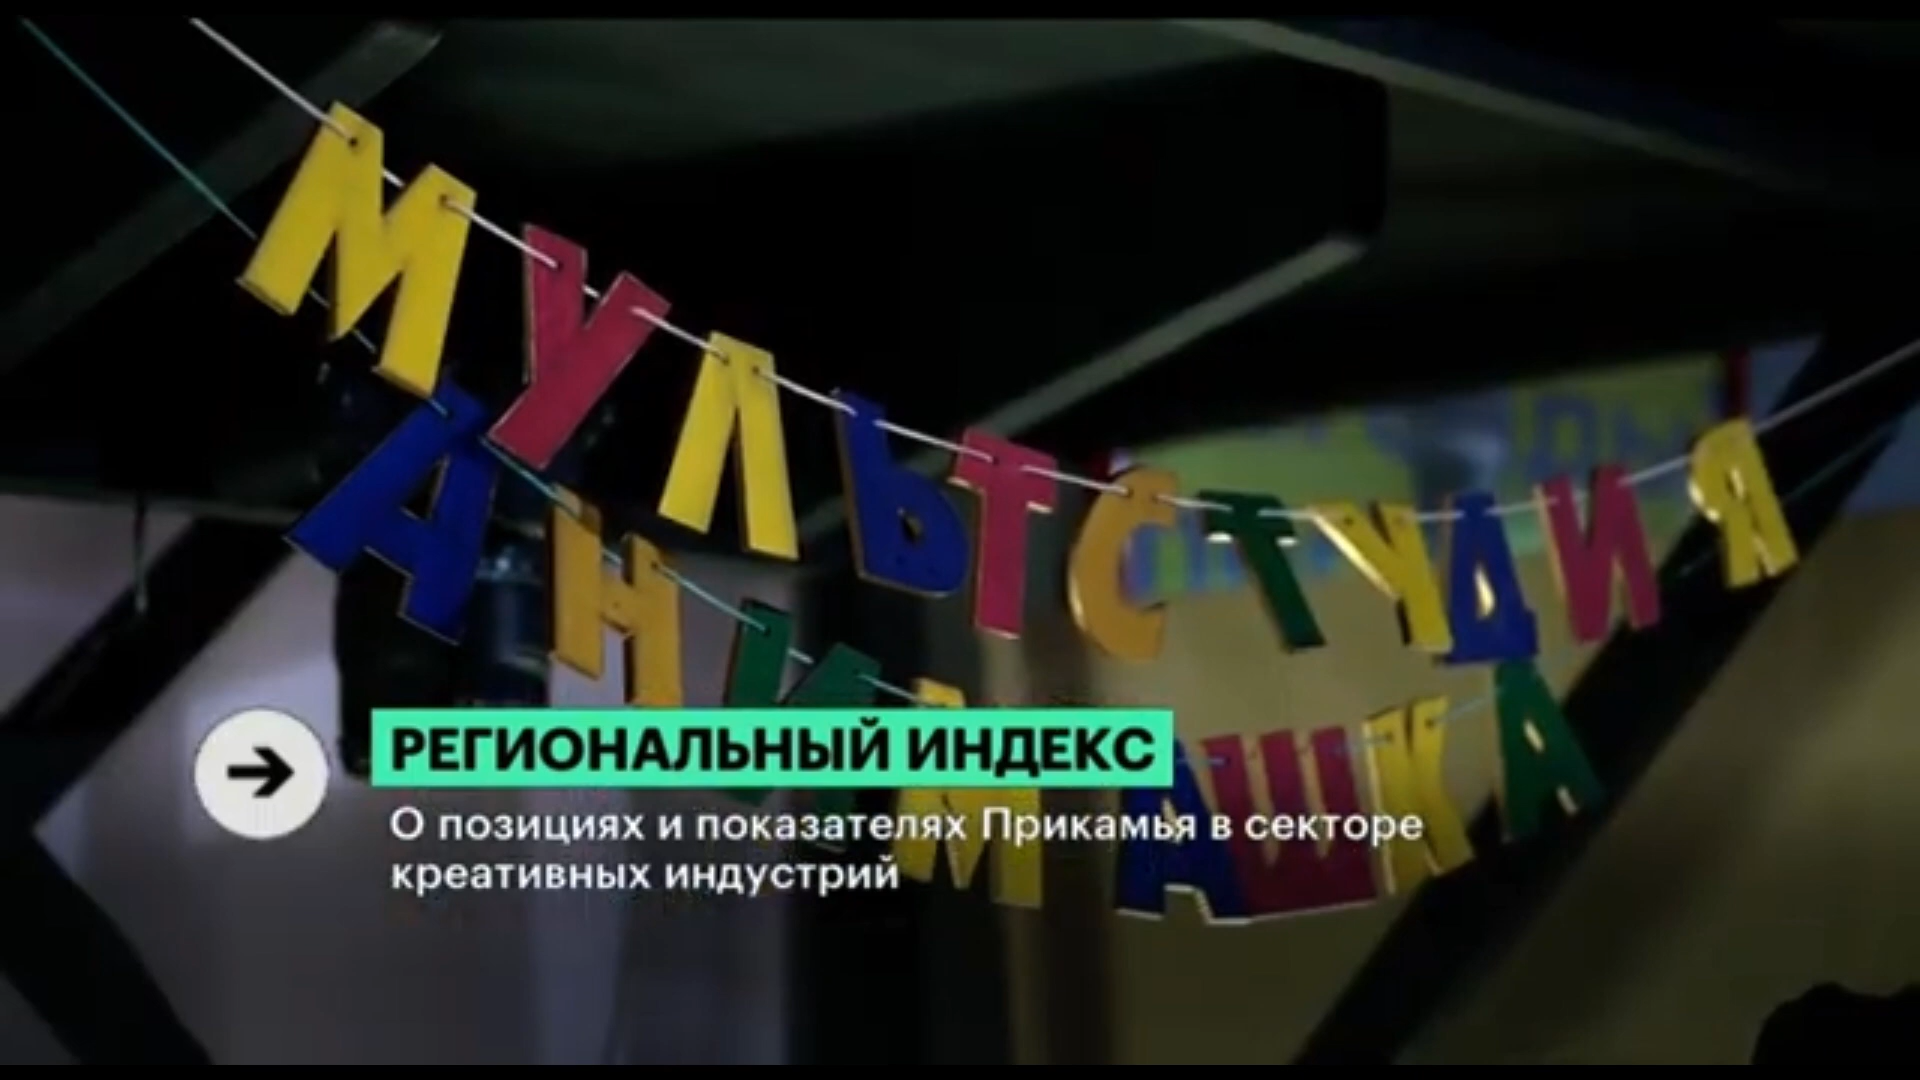 МУЛЬТСТУДИЯ
АНИМАШКА
РЕГИОНАЛЬНЫЙ ИНДЕКС
О позициях и показателях Прикамья в секторе
креативных индустрий